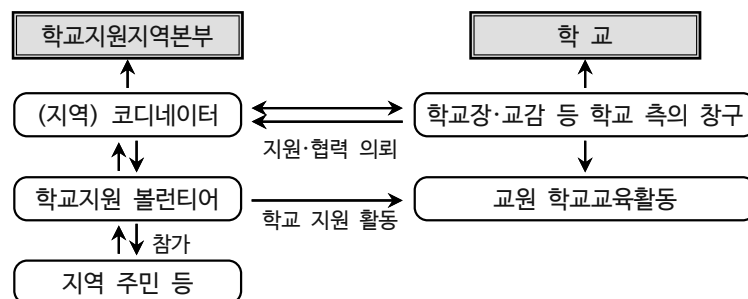 학교지원지역본부
학 교
(지역) 코디네이터
학교장·교감 등 학교 측의 창구
지원·협력 의뢰
학교지원 볼런티어
교원 학교교육활동
학교 지원 활동
참가
지역 주민 등